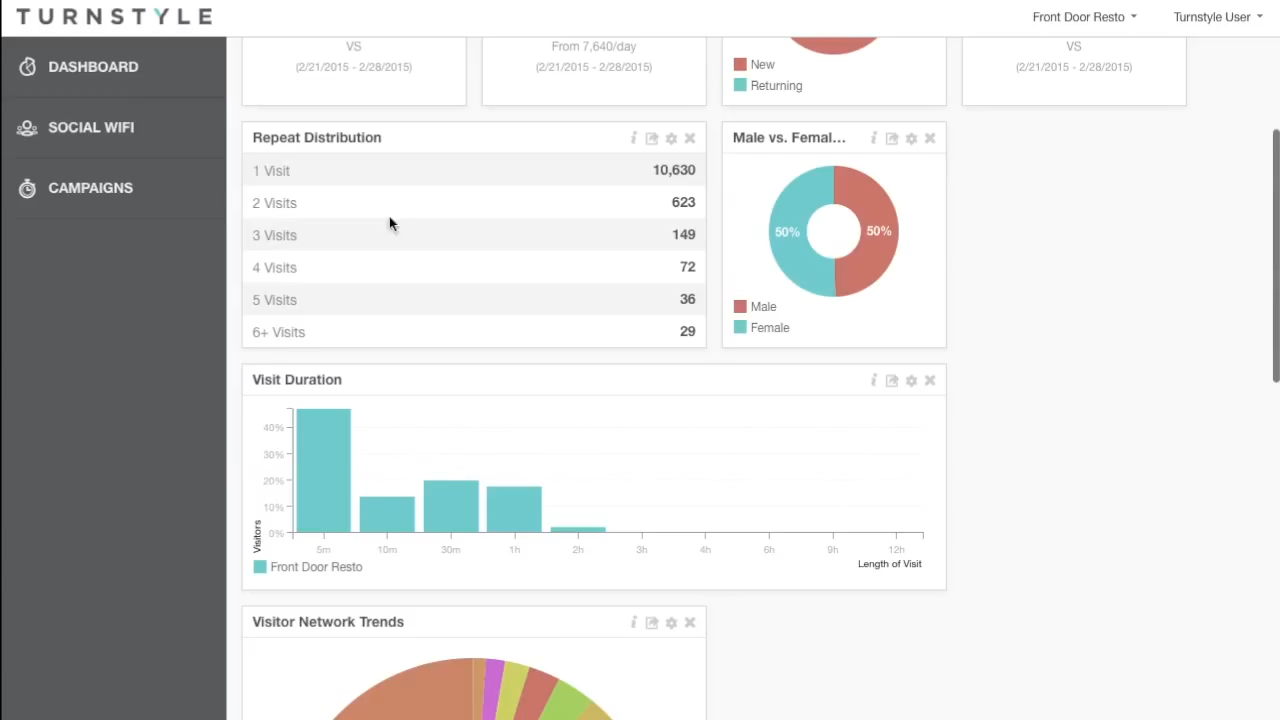 TURNSTYLE
Front Door Resto
Turnstyle User
DASHBOARD
SOCIAL WIFI
CAMPAIGNS
VS
(2/21/2015 - 2/28/2015)
From 7,640/day
(2/21/2015 - 2/28/2015)
New
Returning
VS
(2/21/2015 - 2/28/2015)
Repeat Distribution
1 Visit 10,630
2 Visits 623
3 Visits 149
4 Visits 72
5 Visits 36
6+ Visits 29
Male vs. Femal...
50% 50%
Male
Female
Visit Duration
40%
30%
20%
10%
0%
Visitors
5m 10m 30m 1h 2h 3h 4h 6h 9h 12h
Length of Visit
Front Door Resto
Visitor Network Trends